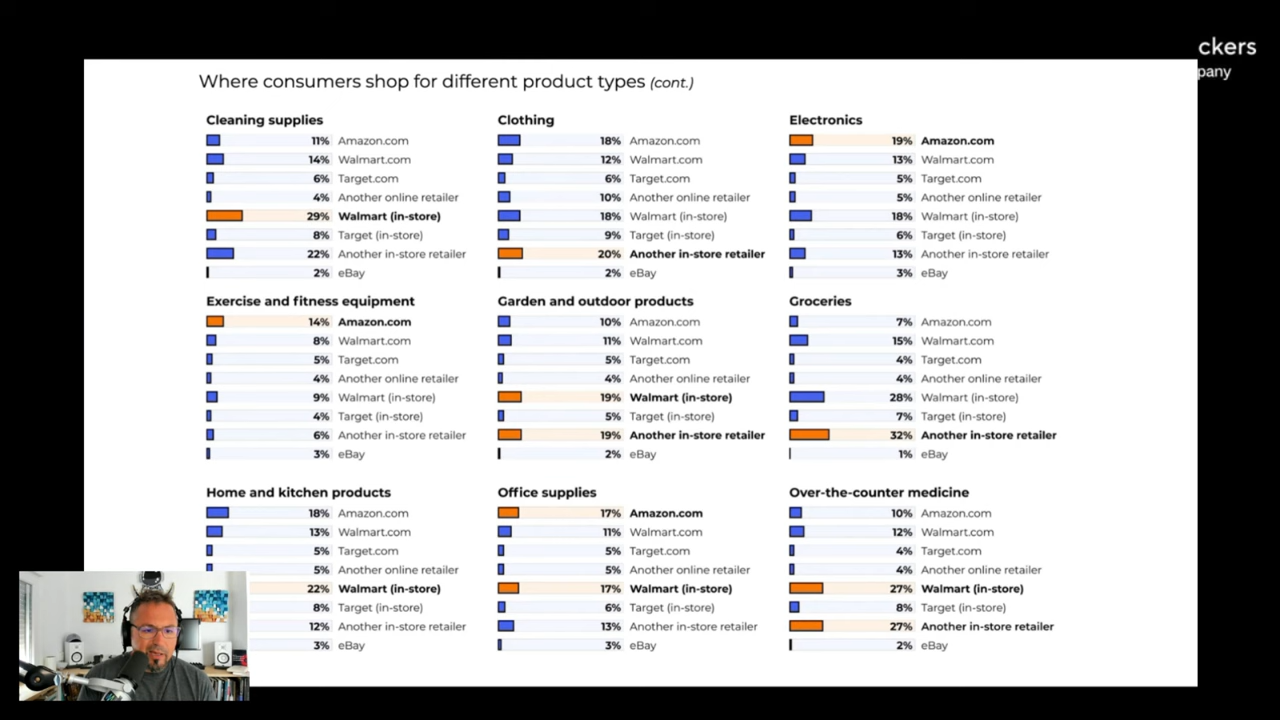 ckers
pany
Where consumers shop for different product types (cont.)
Cleaning supplies
11% Amazon.com
14% Walmart.com
6% Target.com
4% Another online retailer
29% Walmart (in-store)
8% Target (in-store)
22% Another in-store retailer
2% eBay
Clothing
18% Amazon.com
12% Walmart.com
6% Target.com
10% Another online retailer
18% Walmart (in-store)
9% Target (in-store)
20% Another in-store retailer
2% eBay
Electronics
19% Amazon.com
13% Walmart.com
5% Target.com
5% Another online retailer
18% Walmart (in-store)
6% Target (in-store)
13% Another in-store retailer
3% eBay
Exercise and fitness equipment
14% Amazon.com
8% Walmart.com
5% Target.com
4% Another online retailer
9% Walmart (in-store)
4% Target (in-store)
6% Another in-store retailer
3% eBay
Garden and outdoor products
10% Amazon.com
11% Walmart.com
5% Target.com
4% Another online retailer
19% Walmart (in-store)
5% Target (in-store)
19% Another in-store retailer
2% eBay
Groceries
7% Amazon.com
15% Walmart.com
4% Target.com
4% Another online retailer
28% Walmart (in-store)
7% Target (in-store)
32% Another in-store retailer
1% eBay
Home and kitchen products
18% Amazon.com
13% Walmart.com
5% Target.com
5% Another online retailer
22% Walmart (in-store)
8% Target (in-store)
12% Another in-store retailer
3% eBay
Office supplies
17% Amazon.com
11% Walmart.com
5% Target.com
5% Another online retailer
17% Walmart (in-store)
6% Target (in-store)
13% Another in-store retailer
3% eBay
Over-the-counter medicine
10% Amazon.com
12% Walmart.com
4% Target.com
4% Another online retailer
27% Walmart (in-store)
8% Target (in-store)
27% Another in-store retailer
2% eBay